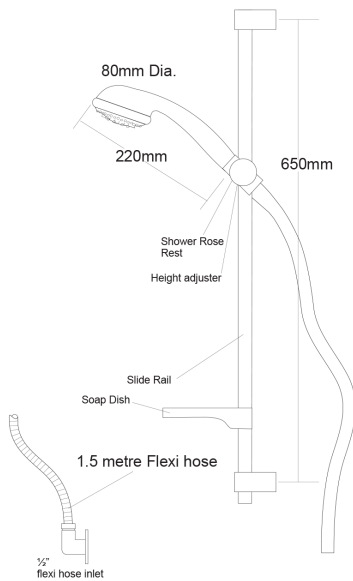 80mm Dia.
220mm
650mm
Shower Rose
Rest
Height adjuster
Slide Rail
Soap Dish
1.5 metre Flexi hose
½”
flexi hose inlet